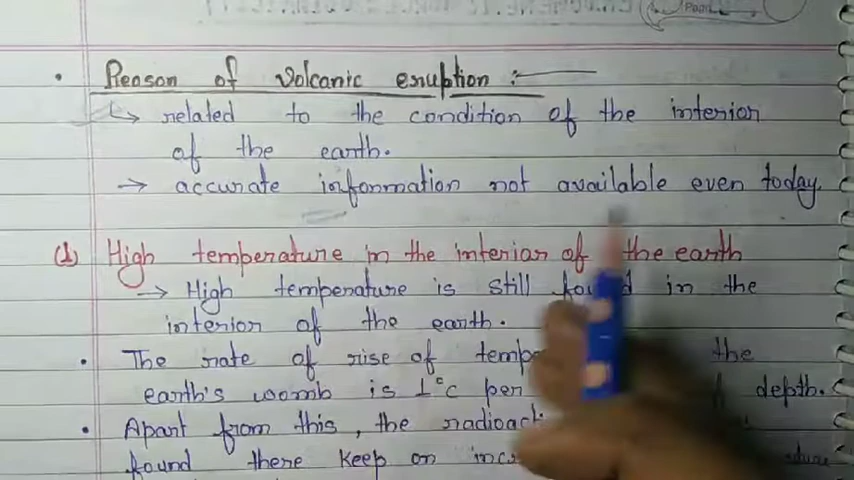 • Reason of volcanic eruption :-
↳ related to the condition of the interior
of the earth.
→ accurate information not available even today.
(1) High temperature in the interior of the earth
→ High temperature is still found in the
interior of the earth.
• The rate of rise of the
earth's womb is 1°C per depth.
• Apart from this, the
found there keep on